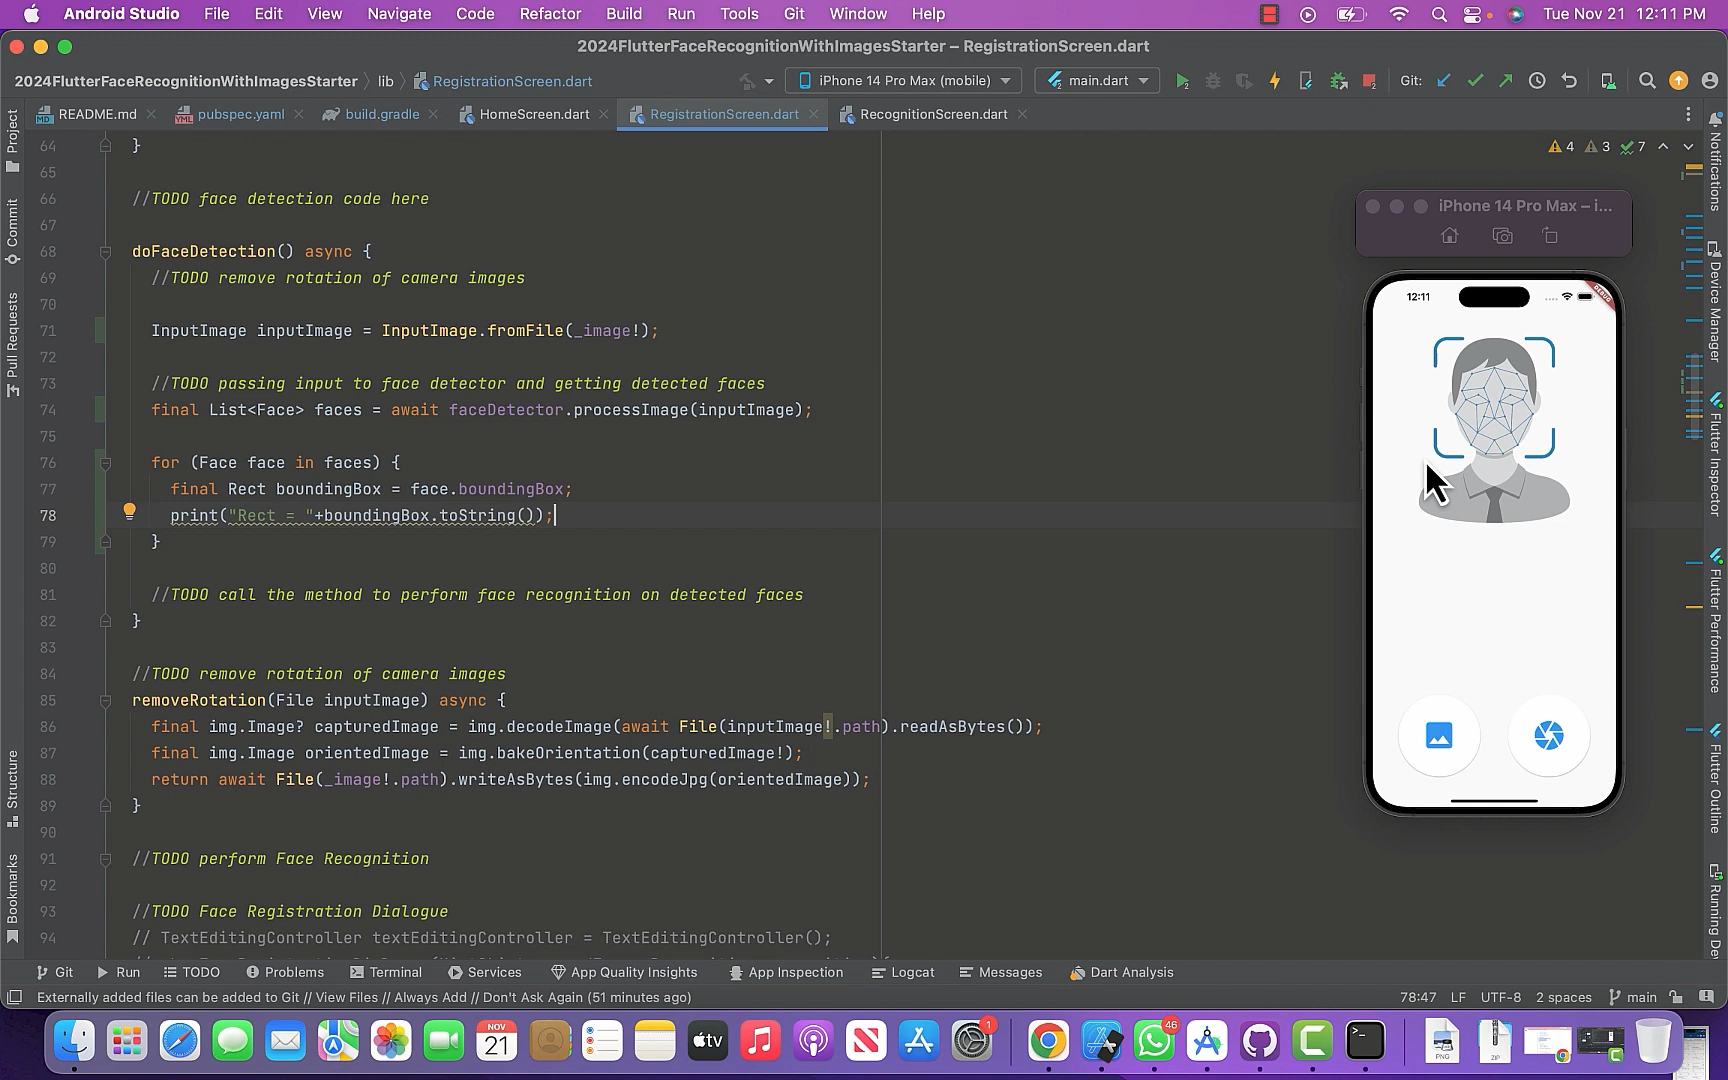 Android Studio File Edit View Navigate Code Refactor Build Run Tools Git Window Help Tue Nov 21 12:11 PM
2024FlutterFaceRecognitionWithImagesStarter – RegistrationScreen.dart
2024FlutterFaceRecognitionWithImagesStarter lib RegistrationScreen.dart iPhone 14 Pro Max (mobile) main.dart Git:
README.md pubspec.yaml build.gradle HomeScreen.dart RegistrationScreen.dart RecognitionScreen.dart
64 }
4 3 7
65
66 //TODO face detection code here
67
68 doFaceDetection() async {
69 //TODO remove rotation of camera images
70
71 InputImage inputImage = InputImage.fromFile(_image!);
72
73 //TODO passing input to face detector and getting detected faces
74 final List<Face> faces = await faceDetector.processImage(inputImage);
75
76 for (Face face in faces) {
77 final Rect boundingBox = face.boundingBox;
78 print("Rect = "+boundingBox.toString());
79 }
80
81 //TODO call the method to perform face recognition on detected faces
82 }
83
84 //TODO remove rotation of camera images
85 removeRotation(File inputImage) async {
86 final img.Image? capturedImage = img.decodeImage(await File(inputImage!.path).readAsBytes());
87 final img.Image orientedImage = img.bakeOrientation(capturedImage!);
88 return await File(_image!.path).writeAsBytes(img.encodeJpg(orientedImage));
89 }
90
91 //TODO perform Face Recognition
92
93 //TODO Face Registration Dialogue
94 // TextEditingController textEditingController = TextEditingController();
Project
Commit
Pull Requests
Structure
Bookmarks
iPhone 14 Pro Max – i...
12:11
DEBUG
Notifications
Device Manager
Flutter Inspector
Flutter Performance
Flutter Outline
Running De
Git Run TODO Problems Terminal Services App Quality Insights App Inspection Logcat Messages Dart Analysis
Externally added files can be added to Git // View Files // Always Add // Don't Ask Again (51 minutes ago) 78:47 LF UTF-8 2 spaces main
NOV
21
tv
1
46
PNG
ZIP